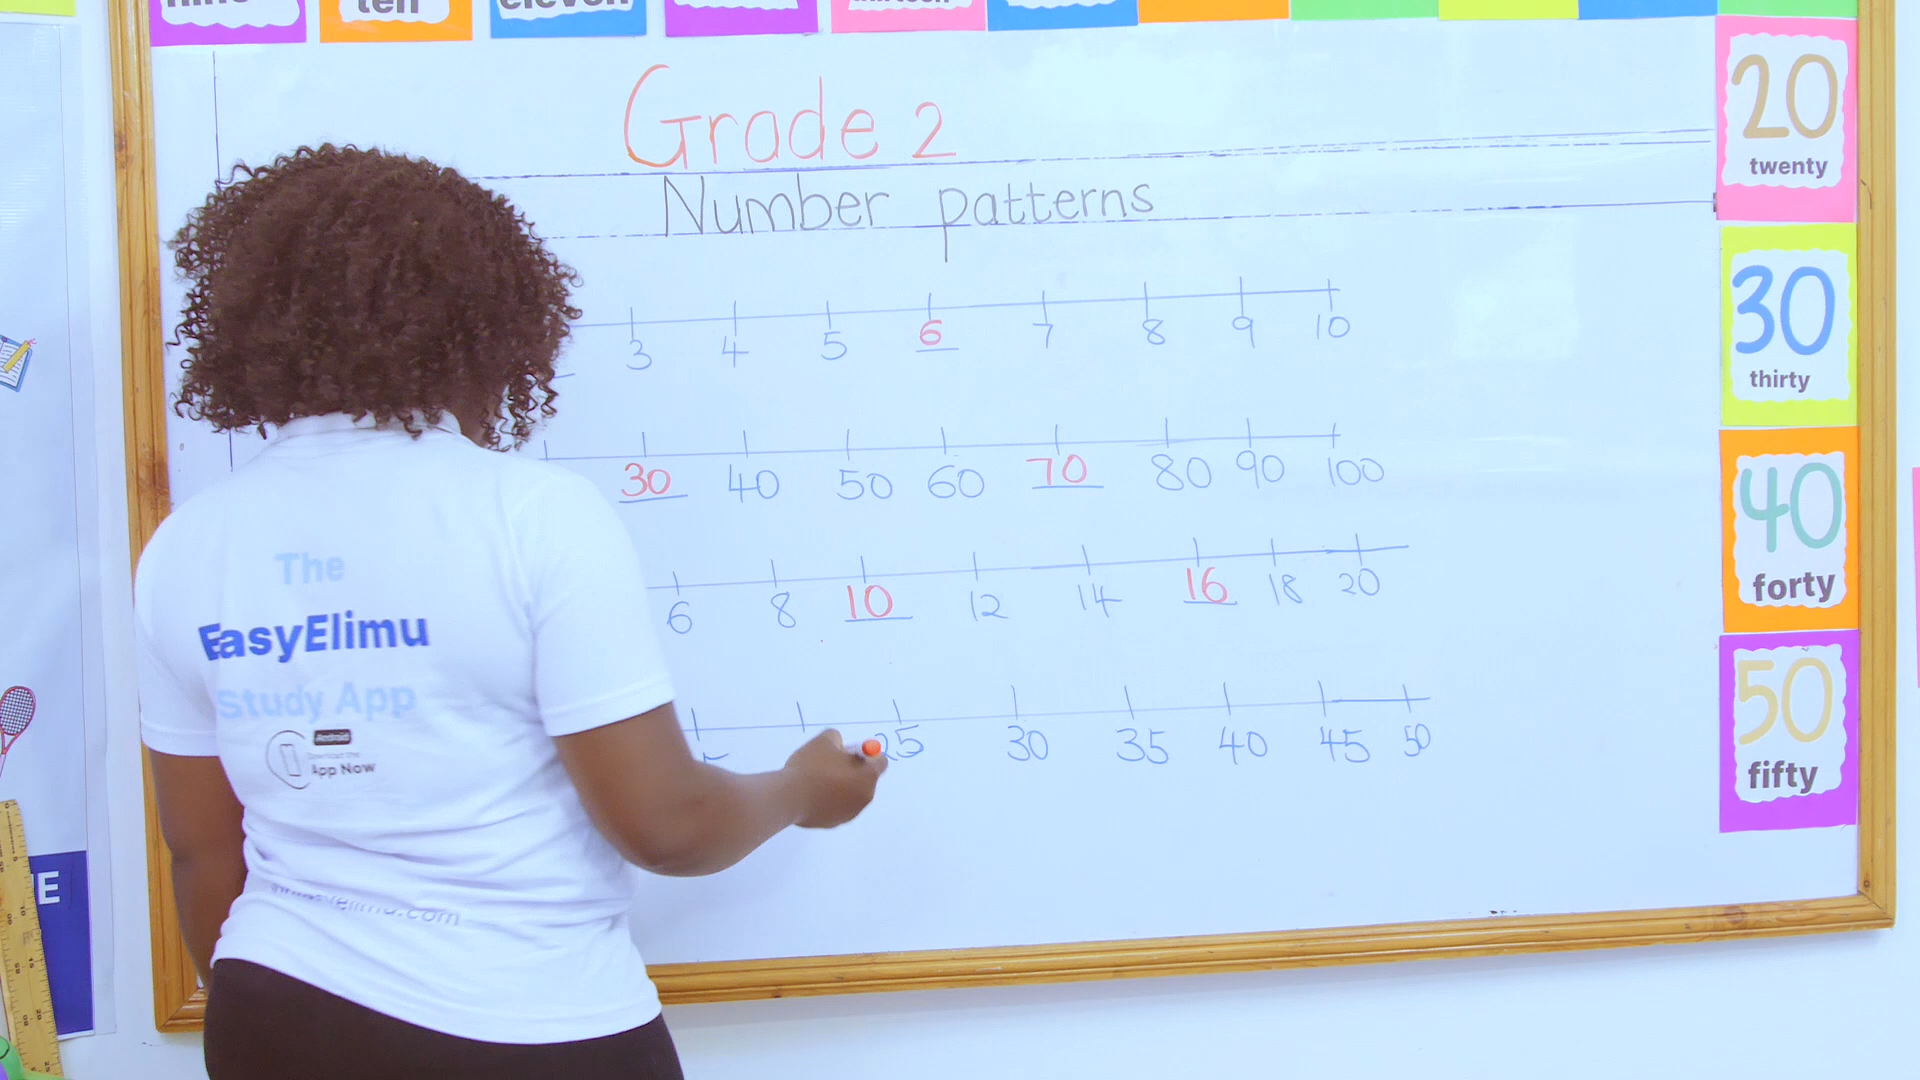 ten eleven
Grade 2
Number patterns
3 4 5 6 7 8 9 10
30 40 50 60 70 80 90 100
6 8 10 12 14 16 18 20
25 30 35 40 45 50
20
twenty
30
thirty
40
forty
50
fifty
The
EasyElimu
Study App
App Now
E